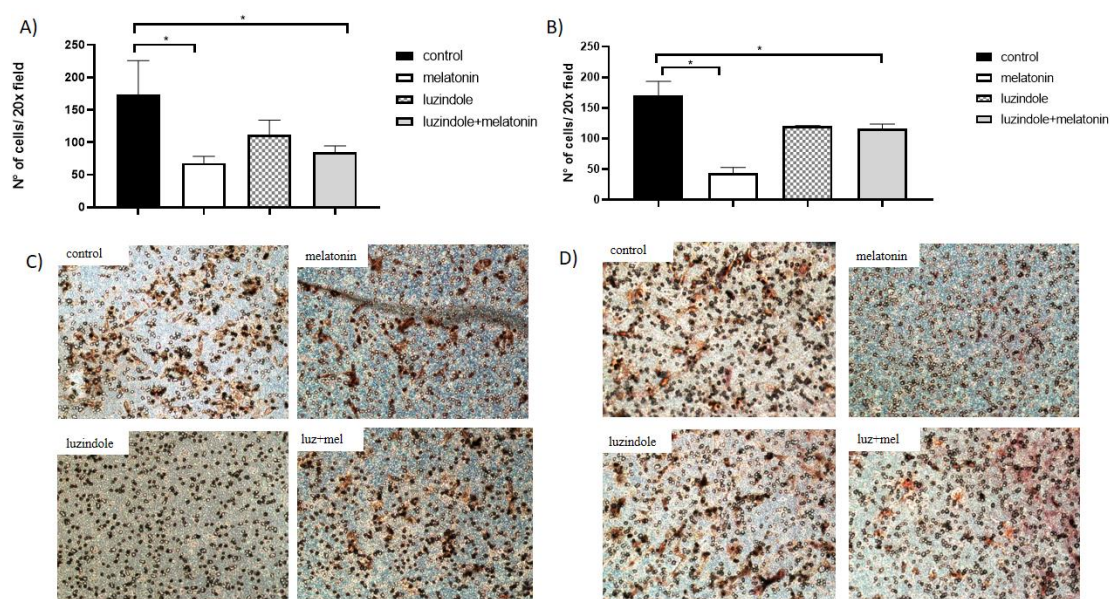 A)
*
*
250
200
150
100
50
0
N° of cells/ 20x field
control
melatonin
luzindole
luzindole+melatonin
B)
*
*
250
200
150
100
50
0
N° of cells/ 20x field
control
melatonin
luzindole
luzindole+melatonin
C)
control
melatonin
luzindole
luz+mel
D)
control
melatonin
luzindole
luz+mel